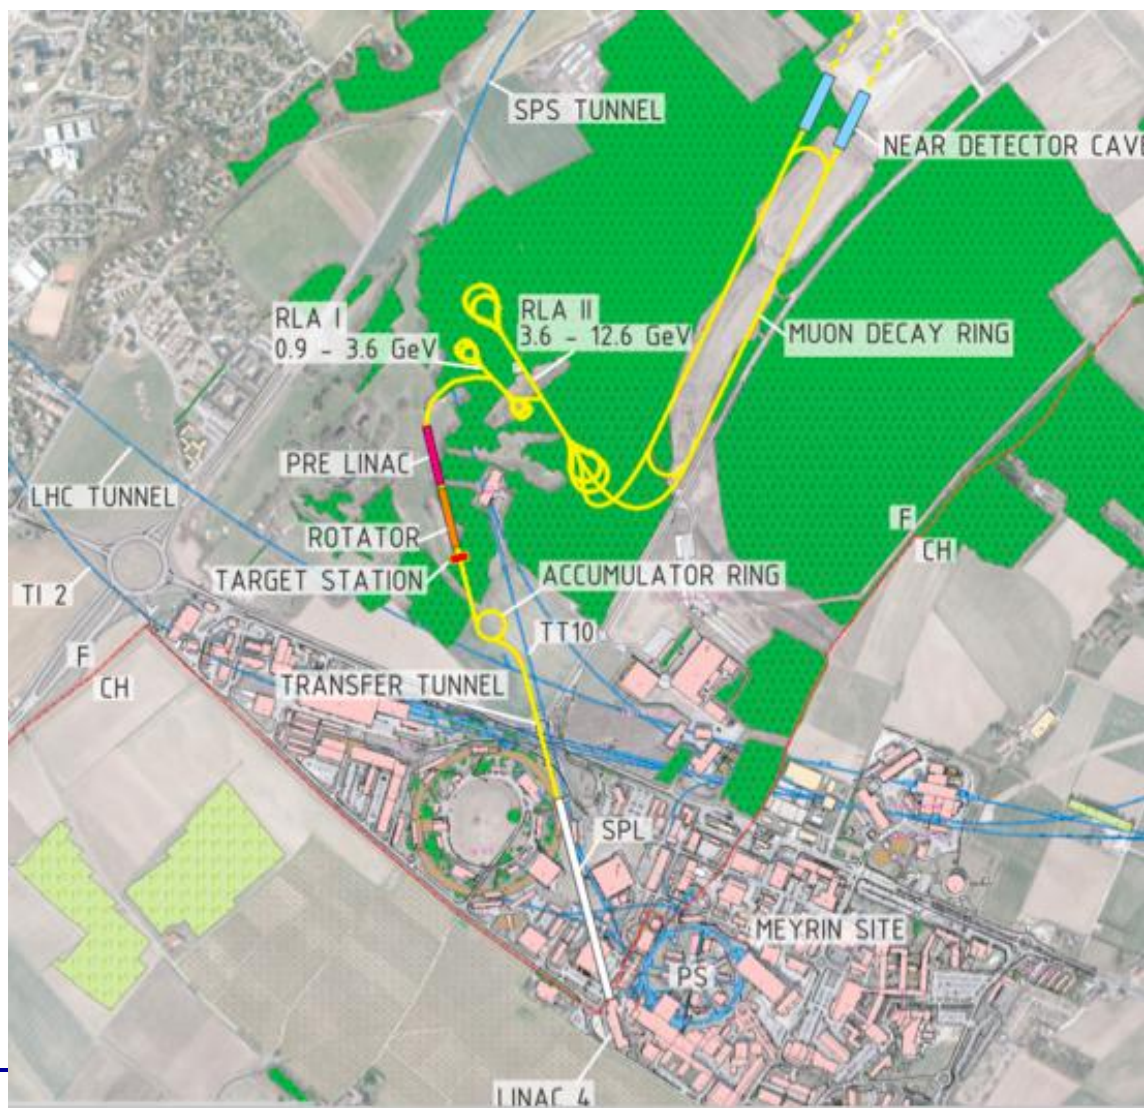 SPS TUNNEL
NEAR DETECTOR CAVE
RLA I
0.9 - 3.6 GeV
RLA II
3.6 - 12.6 GeV
MUON DECAY RING
PRE LINAC
LHC TUNNEL
ROTATOR
F
CH
TARGET STATION
ACCUMULATOR RING
TI 2
TT10
F
CH
TRANSFER TUNNEL
SPL
MEYRIN SITE
PS
LINAC 4